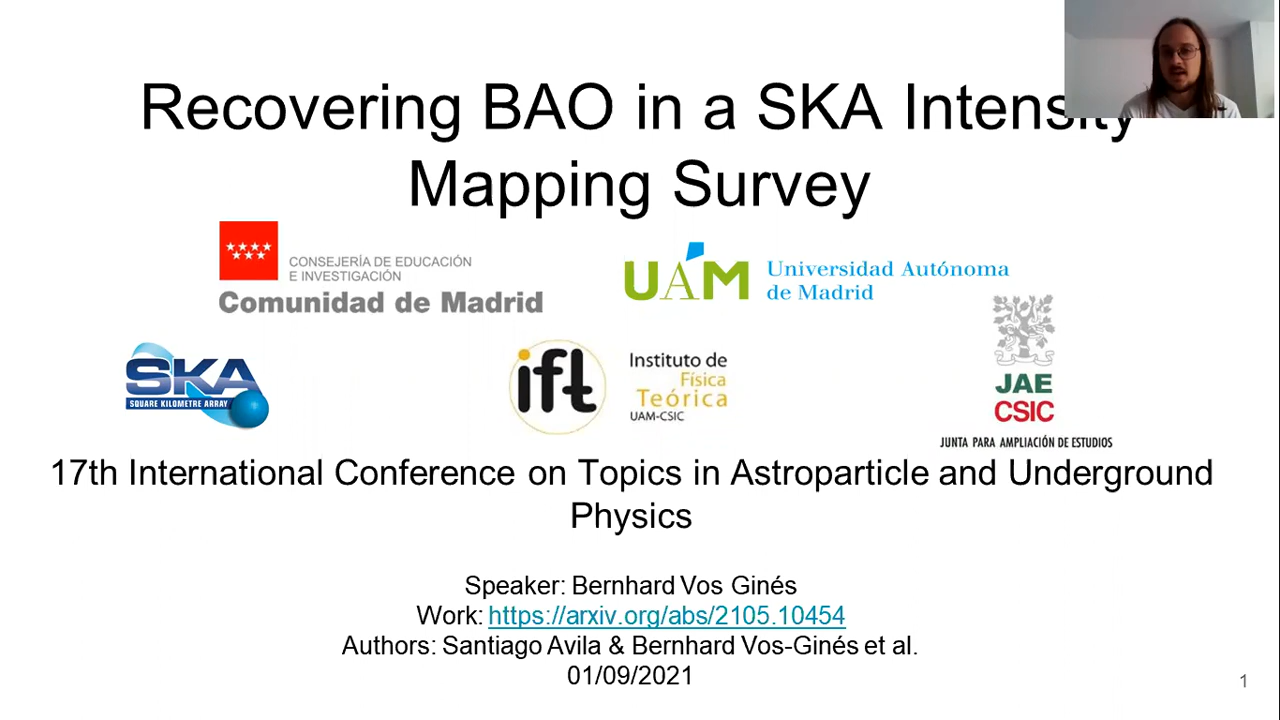 Recovering BAO in a SKA Intensity
Mapping Survey
CONSEJERÍA DE EDUCACIÓN
E INVESTIGACIÓN
Comunidad de Madrid
UAM
Universidad Autónoma
de Madrid
SKA
SQUARE KILOMETRE ARRAY
ift
Instituto de
Física
Teórica
UAM-CSIC
JAE
CSIC
JUNTA PARA AMPLIACIÓN DE ESTUDIOS
17th International Conference on Topics in Astroparticle and Underground
Physics
Speaker: Bernhard Vos Ginés
Work: https://arxiv.org/abs/2105.10454
Authors: Santiago Avila & Bernhard Vos-Ginés et al.
01/09/2021
1